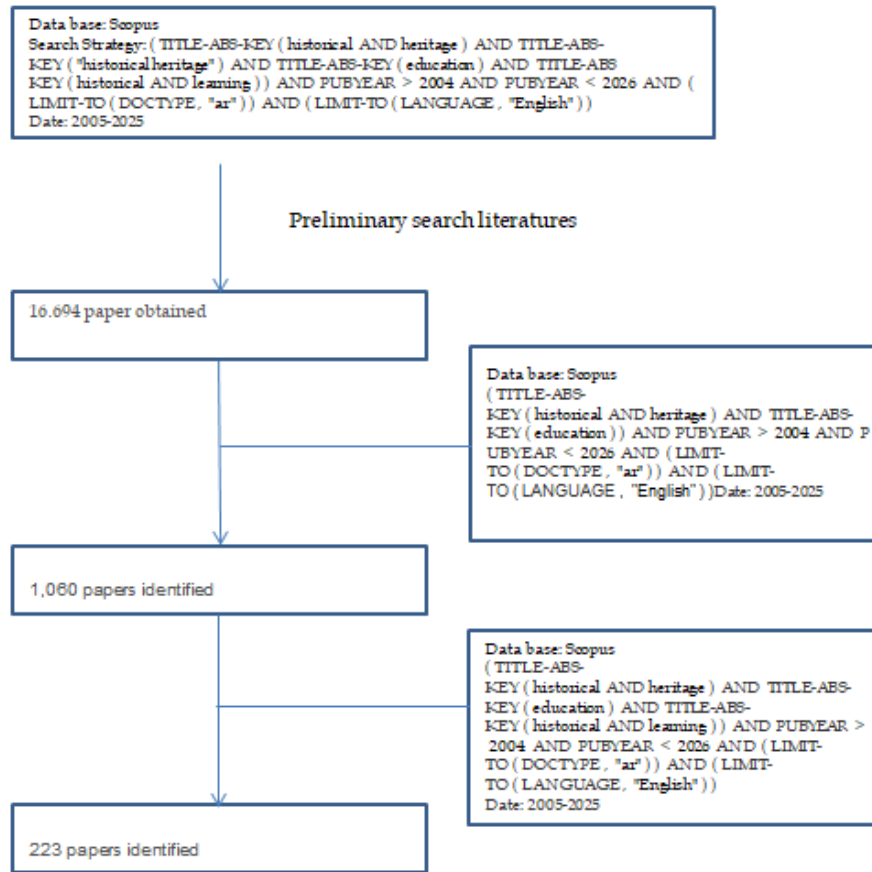 Data base: Scopus
Search Strategy: ( TITLE-ABS-KEY ( historical AND heritage ) AND TITLE-ABS-
KEY ( "historical heritage" ) AND TITLE-ABS-KEY ( education ) AND TITLE-ABS
KEY ( historical AND learning ) ) AND PUBYEAR > 2004 AND PUBYEAR < 2026 AND (
LIMIT-TO ( DOCTYPE , "ar" ) ) AND ( LIMIT-TO ( LANGUAGE , "English" ) )
Date: 2005-2025
Preliminary search literatures
16.694 paper obtained
Data base: Scopus
( TITLE-ABS-
KEY ( historical AND heritage ) AND TITLE-ABS-
KEY ( education ) ) AND PUBYEAR > 2004 AND P
UBYEAR < 2026 AND ( LIMIT-
TO ( DOCTYPE , "ar" ) ) AND ( LIMIT-
TO ( LANGUAGE , "English" ) )Date: 2005-2025
1,060 papers identified
Data base: Scopus
( TITLE-ABS-
KEY ( historical AND heritage ) AND TITLE-ABS-
KEY ( education ) AND TITLE-ABS-
KEY ( historical AND learning ) ) AND PUBYEAR >
2004 AND PUBYEAR < 2026 AND ( LIMIT-
TO ( DOCTYPE , "ar" ) ) AND ( LIMIT-
TO ( LANGUAGE , "English" ) )
Date: 2005-2025
223 papers identified